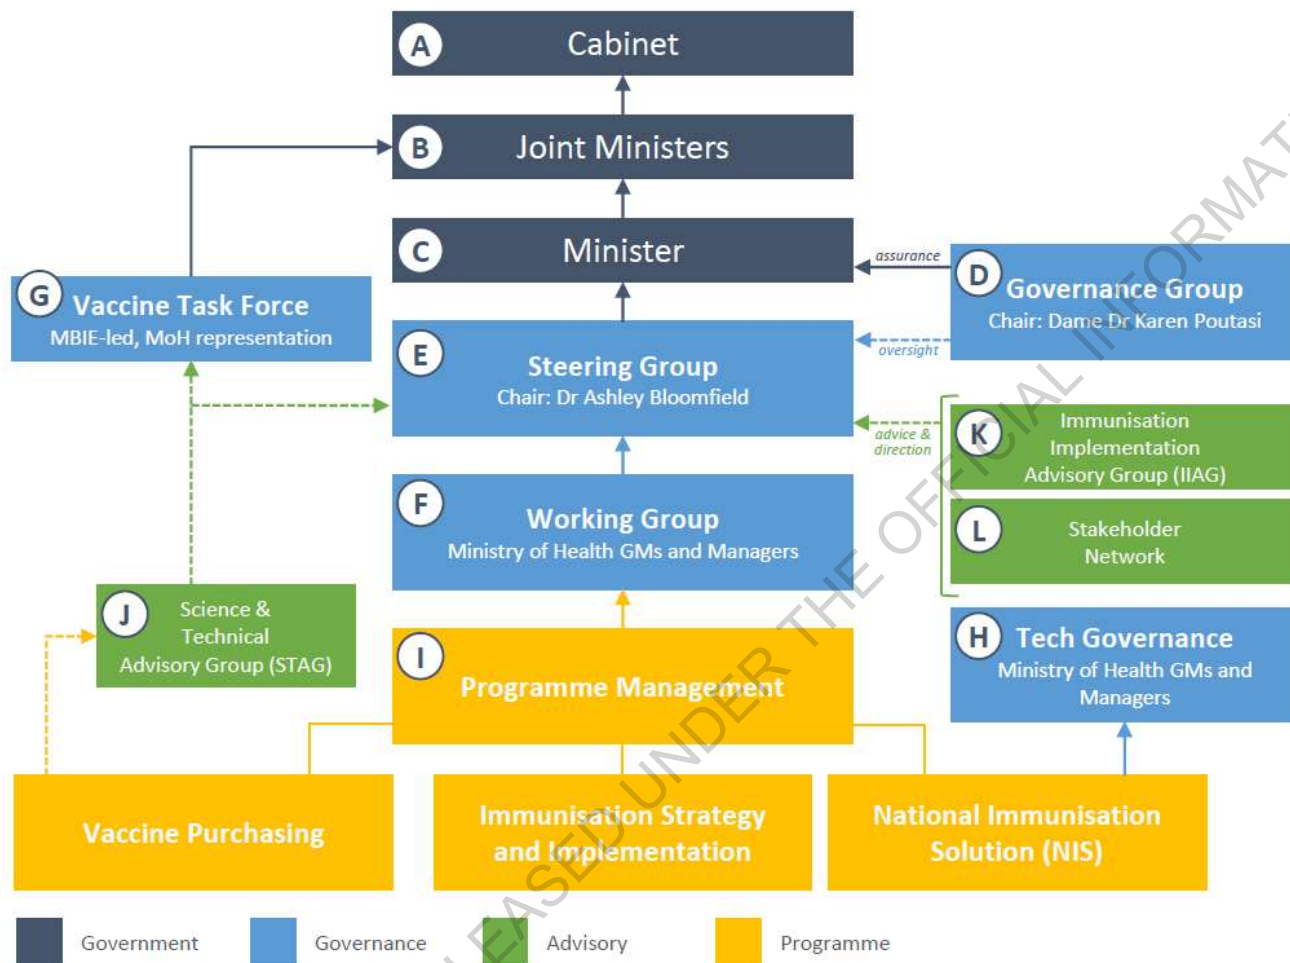 A
Cabinet
B
Joint Ministers
C
Minister
assurance
D
Governance Group
Chair: Dame Dr Karen Poutasi
oversight
G
Vaccine Task Force
MBIE-led, MoH representation
E
Steering Group
Chair: Dr Ashley Bloomfield
advice &
direction
K
Immunisation
Implementation
Advisory Group (IIAG)
L
Stakeholder
Network
F
Working Group
Ministry of Health GMs and Managers
J
Science &
Technical
Advisory Group (STAG)
H
Tech Governance
Ministry of Health GMs and
Managers
I
Programme Management
Vaccine Purchasing
Immunisation Strategy
and Implementation
National Immunisation
Solution (NIS)
Government
Governance
Advisory
Programme
UNDER THE OFFICIAL